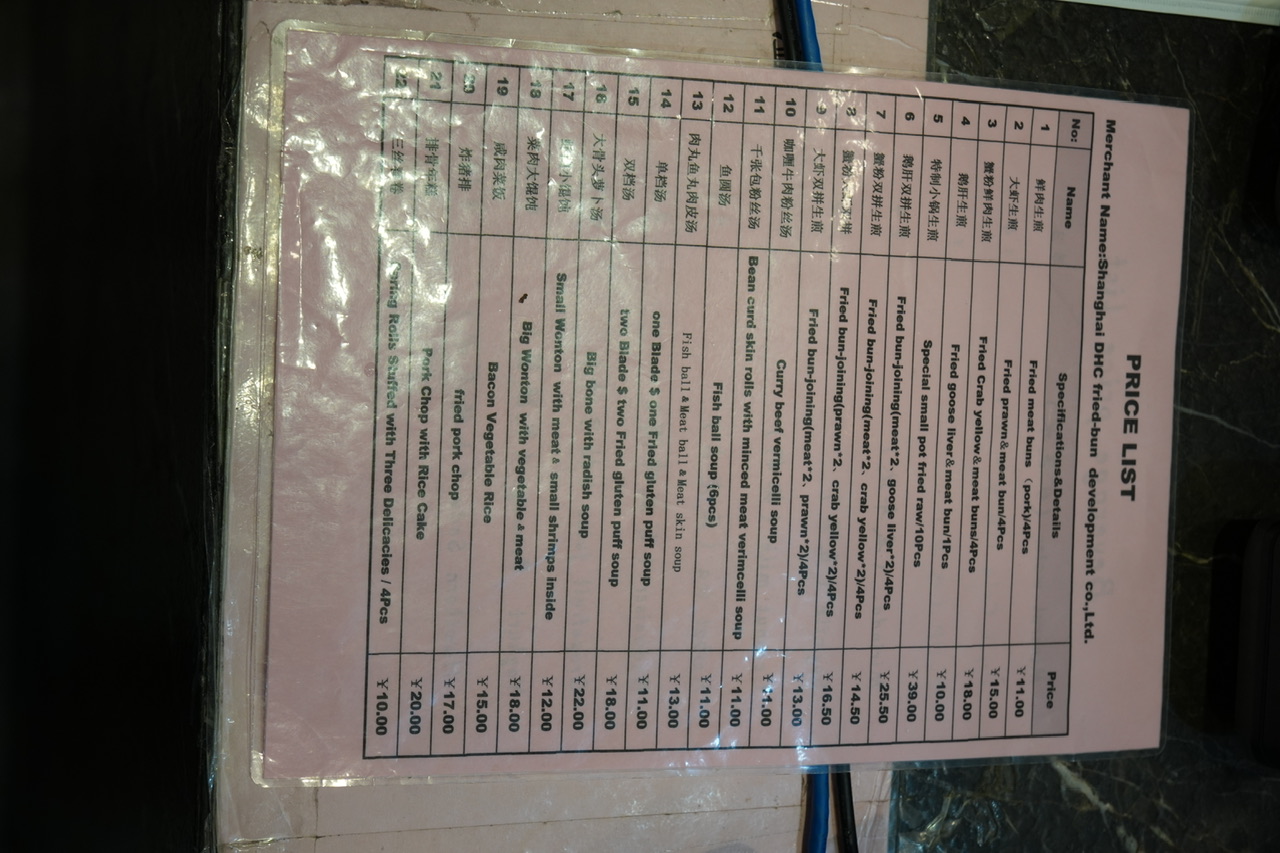 PRICE LIST
Merchant Name:Shanghai DHC fried-bun development co.,Ltd.
No: Name Specifications&Details Price
1 鲜肉生煎 Fried meat buns (pork)/4Pcs ¥11.00
2 大虾生煎 Fried prawn&meat bun/4Pcs ¥15.00
3 蟹粉鲜肉生煎 Fried Crab yellow&meat buns/4Pcs ¥18.00
4 鹅肝生煎 Fried goose liver&meat bun/1Pcs ¥10.00
5 特制小锅生煎 Special small pot fried raw/10Pcs ¥39.00
6 鹅肝双拼生煎 Fried bun-joining(meat*2、goose liver*2)/4Pcs ¥25.50
7 蟹粉双拼生煎 Fried bun-joining(meat*2、crab yellow*2)/4Pcs ¥14.50
8 Fried bun-joining(prawn*2、crab yellow*2)/4Pcs ¥16.50
9 大虾双拼生煎 Fried bun-joining(meat*2、prawn*2)/4Pcs ¥13.00
10 咖喱牛肉粉丝汤 Curry beef vermicelli soup ¥11.00
11 千张包粉丝汤 Bean curd skin rolls with minced meat verimcelli soup ¥11.00
12 鱼圆汤 Fish ball soup (6pcs) ¥11.00
13 肉丸鱼丸肉皮汤 Fish ball&Meat ball&Meat skin soup ¥13.00
14 单档汤 one Blade $ one Fried gluten puff soup ¥11.00
15 双档汤 two Blade $ two Fried gluten puff soup ¥18.00
16 大骨头萝卜汤 Big bone with radish soup ¥22.00
17 小馄饨 Small Wonton with meat& small shrimps inside ¥12.00
18 菜肉大馄饨 Big Wonton with vegetable&meat ¥18.00
19 咸肉菜饭 Bacon Vegetable Rice ¥15.00
20 炸猪排 fried pork chop ¥17.00
21 排骨年糕 Pork Chop with Rice Cake ¥20.00
22 三丝春卷 Spring Rolls Stuffed with Three Delicacies / 4Pcs ¥10.00